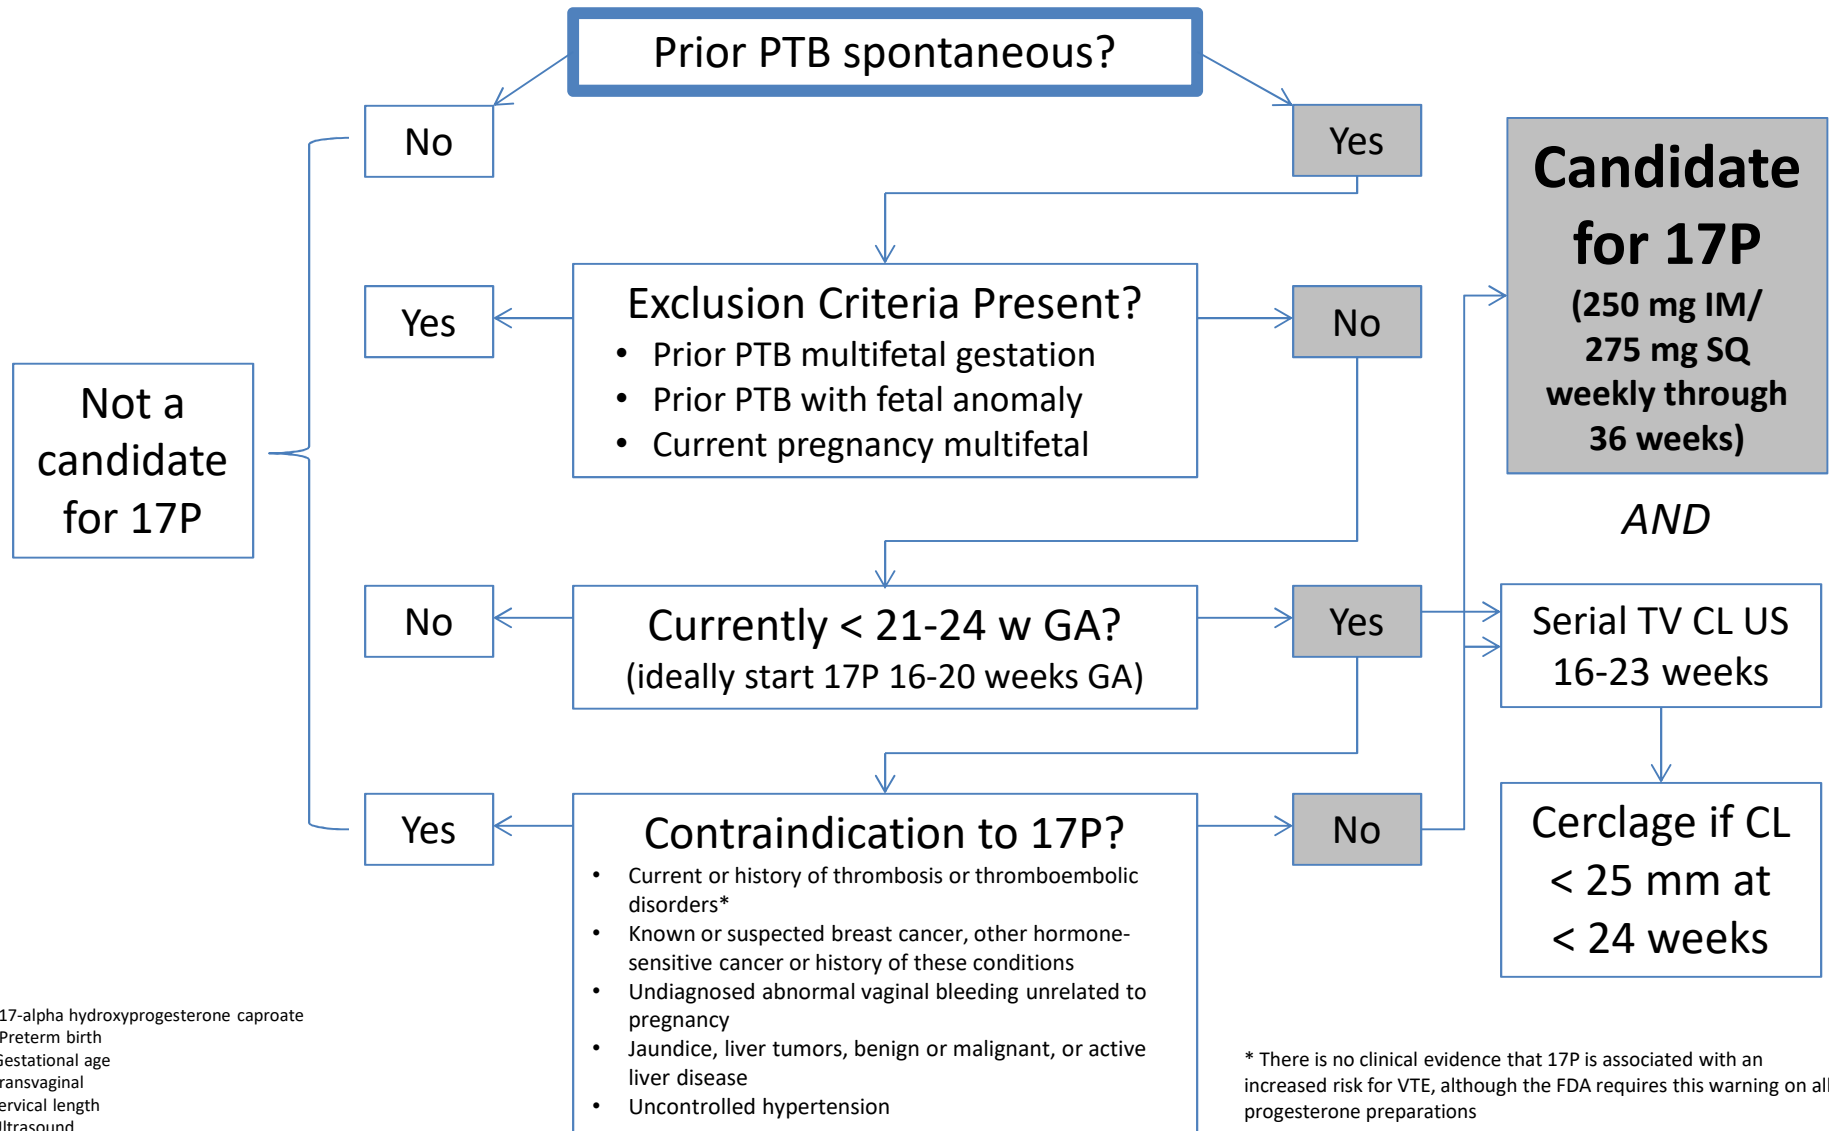 Prior PTB spontaneous?
No
Yes
Candidate
for 17P
(250 mg IM/
275 mg SQ
weekly through
36 weeks)
Yes
Exclusion Criteria Present?
• Prior PTB multifetal gestation
• Prior PTB with fetal anomaly
• Current pregnancy multifetal
No
Not a
candidate
for 17P
AND
No
Currently < 21-24 w GA?
(ideally start 17P 16-20 weeks GA)
Yes
Serial TV CL US
16-23 weeks
Yes
Contraindication to 17P?
• Current or history of thrombosis or thromboembolic
disorders*
• Known or suspected breast cancer, other hormone-
sensitive cancer or history of these conditions
• Undiagnosed abnormal vaginal bleeding unrelated to
pregnancy
• Jaundice, liver tumors, benign or malignant, or active
liver disease
• Uncontrolled hypertension
No
Cerclage if CL
< 25 mm at
< 24 weeks
17-alpha hydroxyprogesterone caproate
Preterm birth
Gestational age
ransvaginal
ervical length
ltrasound
* There is no clinical evidence that 17P is associated with an
increased risk for VTE, although the FDA requires this warning on all
progesterone preparations